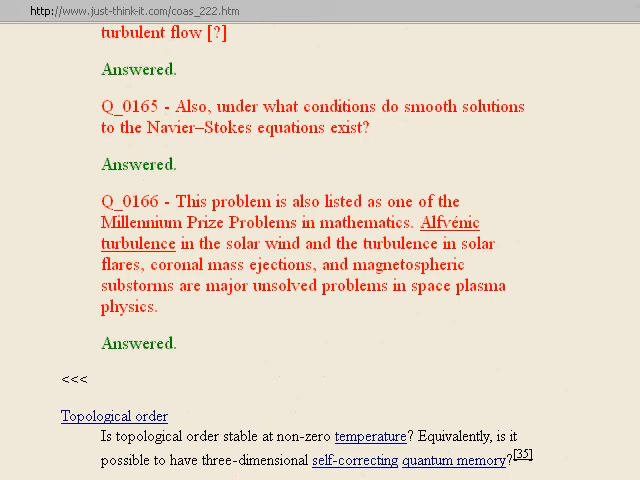 http://www.just-think-it.com/coas_222.htm
turbulent flow [?]
Answered.
Q_0165 - Also, under what conditions do smooth solutions
to the Navier–Stokes equations exist?
Answered.
Q_0166 - This problem is also listed as one of the
Millennium Prize Problems in mathematics. Alfvénic
turbulence in the solar wind and the turbulence in solar
flares, coronal mass ejections, and magnetospheric
substorms are major unsolved problems in space plasma
physics.
Answered.
<<<
Topological order
Is topological order stable at non-zero temperature? Equivalently, is it
possible to have three-dimensional self-correcting quantum memory?[35]